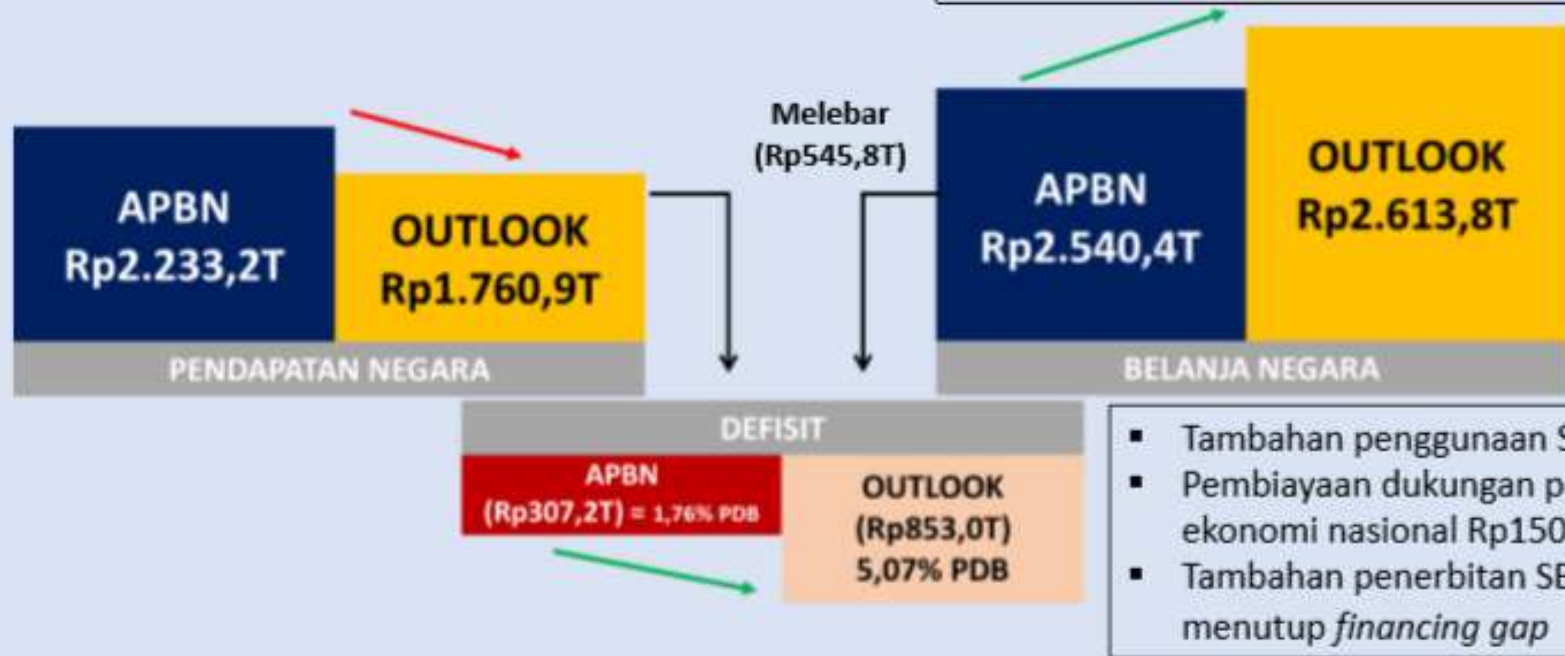 APBN
Rp2.233,2T
OUTLOOK
Rp1.760,9T
PENDAPATAN NEGARA
Melebar
(Rp545,8T)
APBN
Rp2.540,4T
OUTLOOK
Rp2.613,8T
BELANJA NEGARA
DEFISIT
APBN
(Rp307,2T) = 1,76% PDB
OUTLOOK
(Rp853,0T)
5,07% PDB
▪ Tambahan penggunaan
▪ Pembiayaan dukungan
ekonomi nasional Rp150
▪ Tambahan penerbitan
menutup financing gap